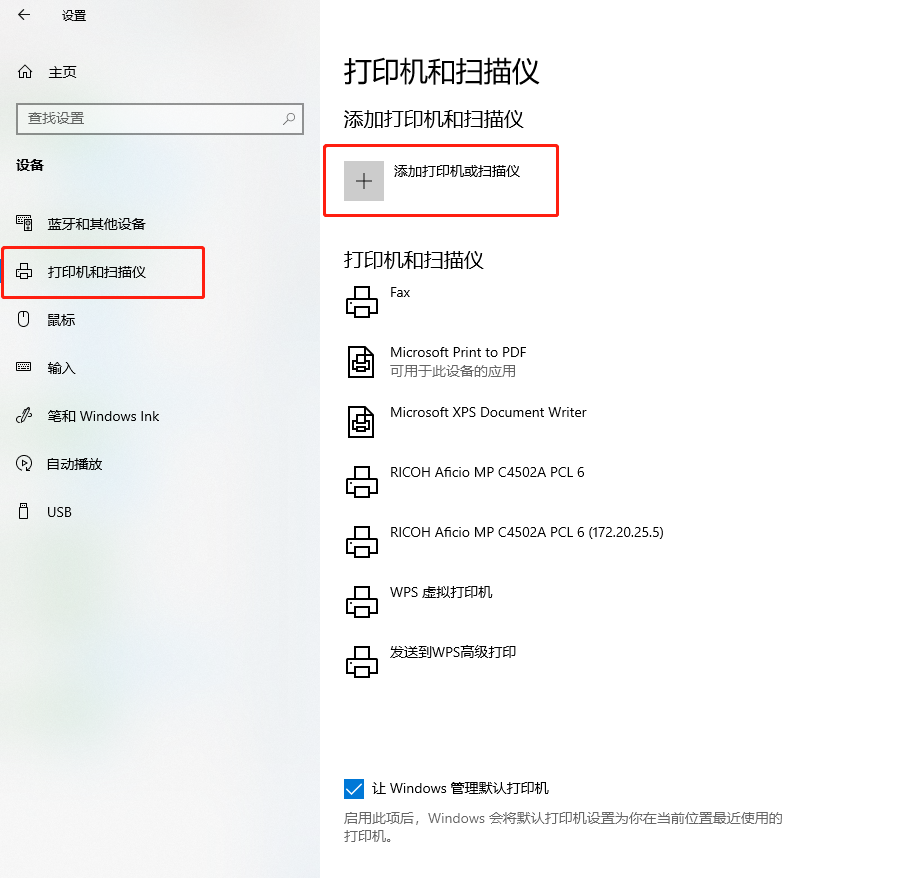 设置
主页
查找设置
设备
蓝牙和其他设备
打印机和扫描仪
鼠标
输入
笔和 Windows Ink
自动播放
USB
打印机和扫描仪
添加打印机和扫描仪
添加打印机或扫描仪
打印机和扫描仪
Fax
Microsoft Print to PDF
可用于此设备的应用
Microsoft XPS Document Writer
RICOH Aficio MP C4502A PCL 6
RICOH Aficio MP C4502A PCL 6 (172.20.25.5)
WPS 虚拟打印机
发送到WPS高级打印
让 Windows 管理默认打印机
启用此项后，Windows 会将默认打印机设置为你在当前位置最近使用的
打印机。